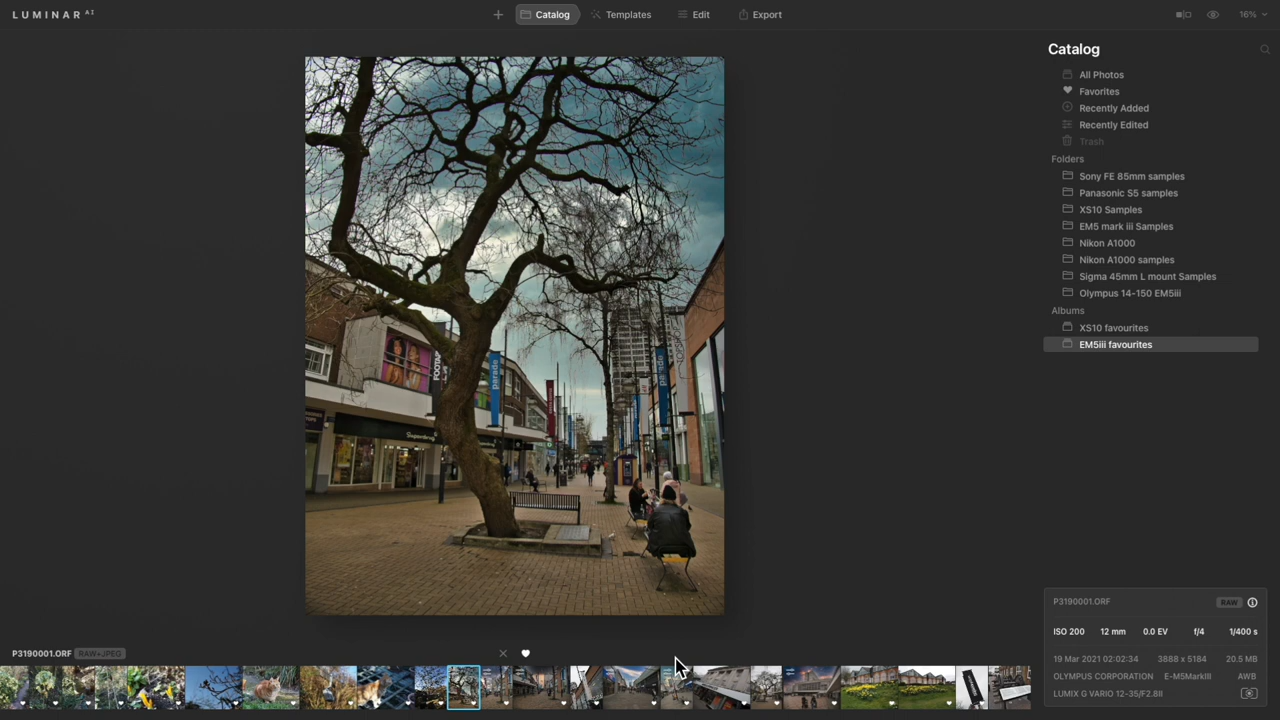 LUMINAR AI
Catalog
Templates
Edit
Export
16%
Catalog
All Photos
Favorites
Recently Added
Recently Edited
Trash
Folders
Sony FE 85mm samples
Panasonic S5 samples
XS10 Samples
EM5 mark iii Samples
Nikon A1000
Nikon A1000 samples
Sigma 45mm L mount Samples
Olympus 14-150 EM5iii
Albums
XS10 favourites
EM5iii favourites
FOOTAS
parade
parade
TOPSHOP
Superdrug
P3190001.ORF RAW+JPEG
P3190001.ORF RAW
ISO 200 12 mm 0.0 EV f/4 1/400 s
19 Mar 2021 02:02:34 3888 x 5184 20.5 MB
OLYMPUS CORPORATION E-M5MarkIII AWB
LUMIX G VARIO 12-35/F2.8II